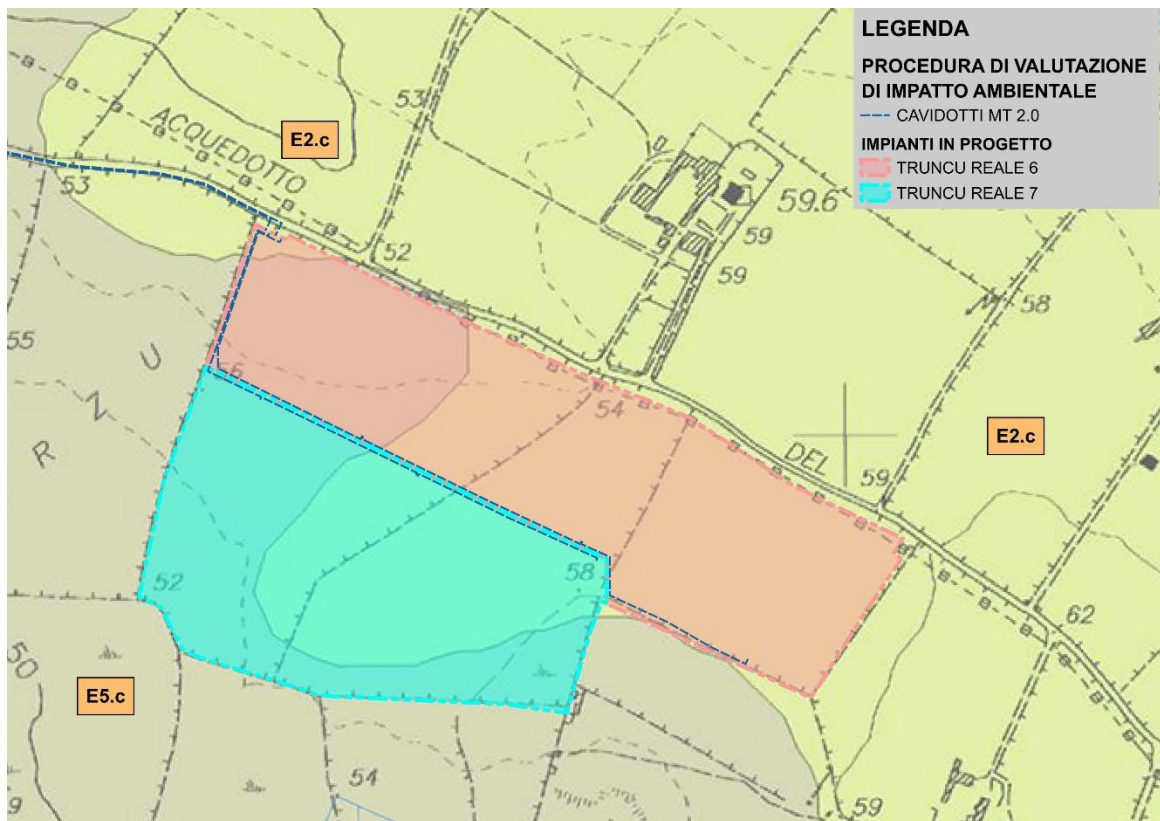 LEGENDA
PROCEDURA DI VALUTAZIONE
DI IMPATTO AMBIENTALE
CAVIDOTTI MT 2.0
IMPIANTI IN PROGETTO
TRUNCU REALE 6
TRUNCU REALE 7
53
E2.c
ACQUEDOTTO
53
52
59.6
59
59
58
55
U
N
R
56
54
DEL
59
E2.c
52
58
62
50
E5.c
54
59
9